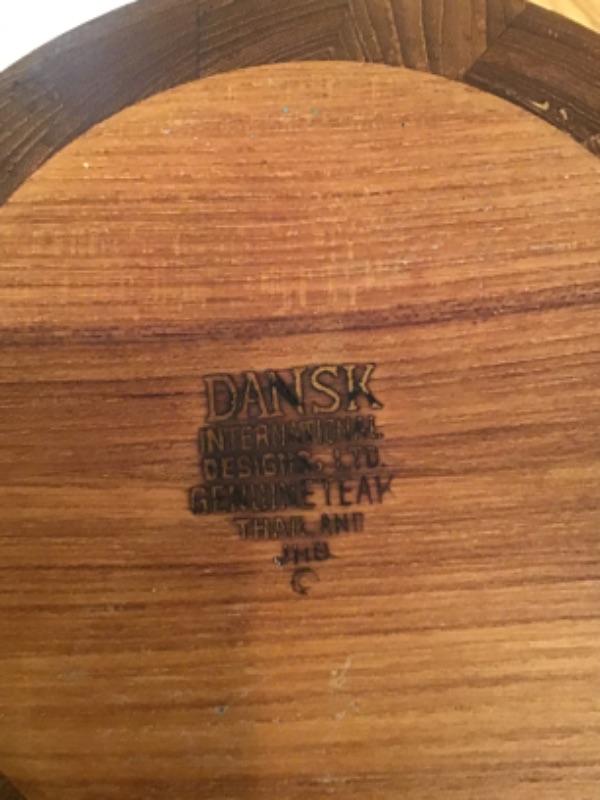 DANSK
INTERNATIONAL
DESIGNS, LTD.
GENUINE TEAK
THAILAND
JHQ
©